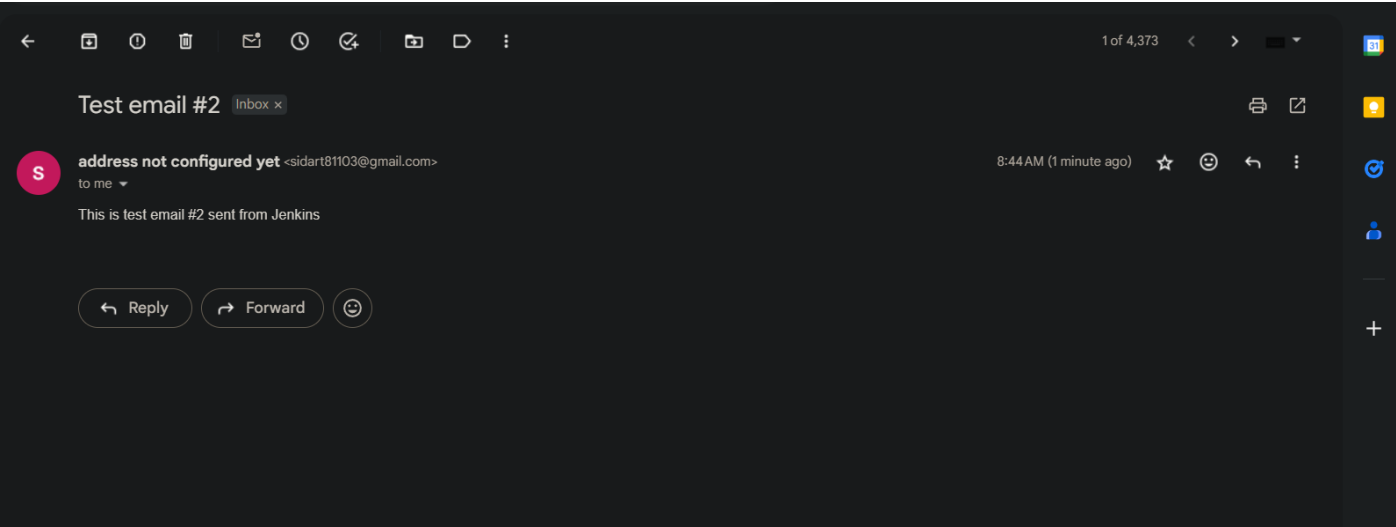 1 of 4,373
31
Test email #2 Inbox ×
S
address not configured yet <sidart81103@gmail.com> 8:44 AM (1 minute ago)
to me
This is test email #2 sent from Jenkins
Reply Forward